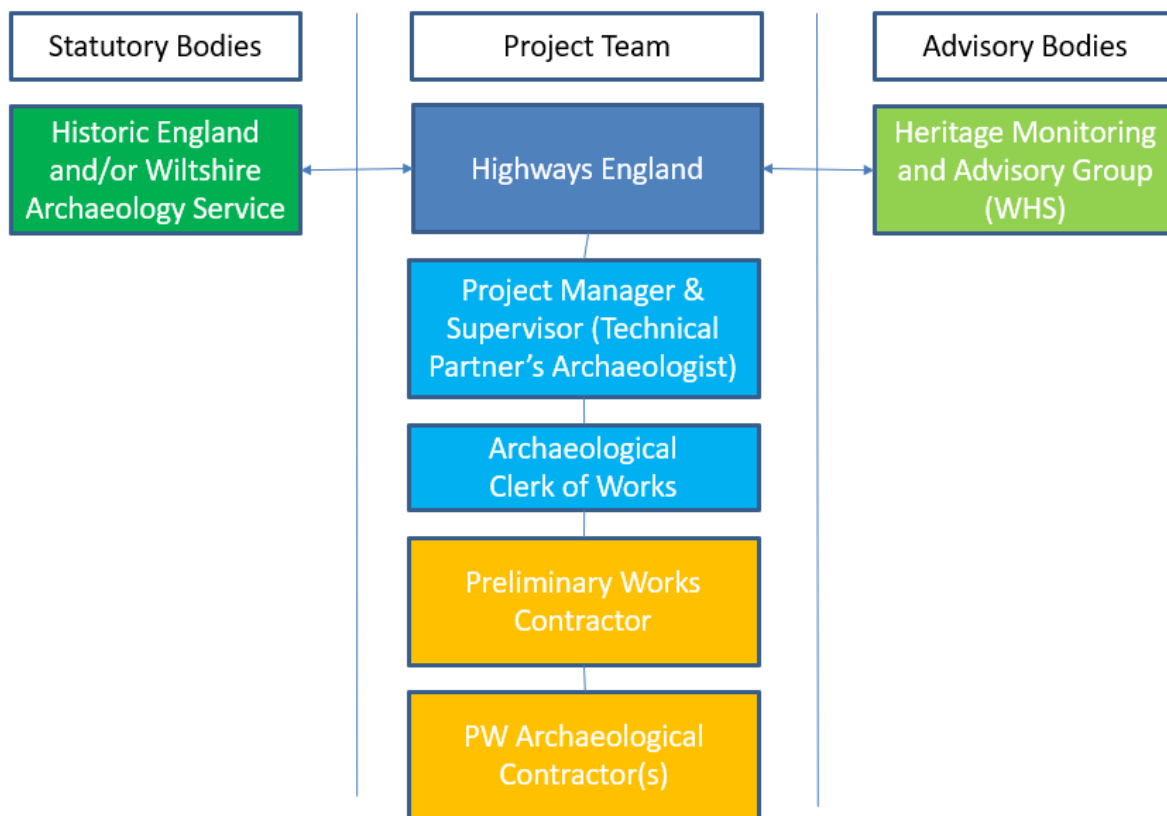 Statutory Bodies
Project Team
Advisory Bodies
Historic England
and/or Wiltshire
Archaeology Service
Highways England
Heritage Monitoring
and Advisory Group
(WHS)
Project Manager &
Supervisor (Technical
Partner’s Archaeologist)
Archaeological
Clerk of Works
Preliminary Works
Contractor
PW Archaeological
Contractor(s)